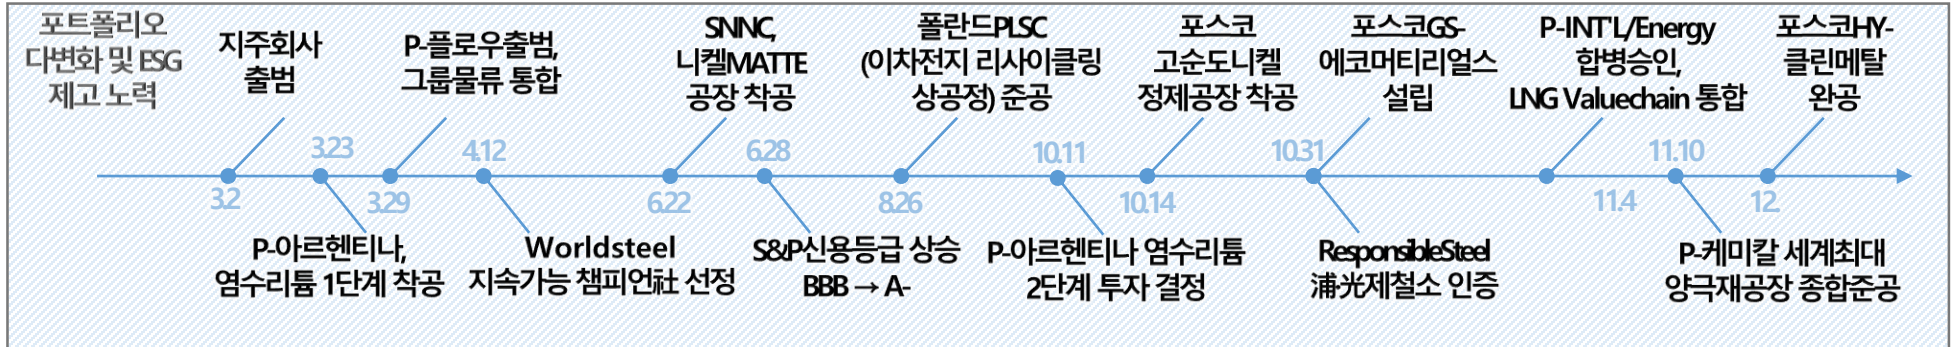 포트폴리오
다변화 및 ESG
제고 노력
지주회사
출범
3.2
3.23
P-아르헨티나,
염수리튬 1단계 착공
P-플로우출범,
그룹물류 통합
3.29
4.12
Worldsteel
지속가능 챔피언社 선정
SNNC,
니켈MATTE
공장 착공
6.22
6.28
S&P신용등급 상승
BBB → A-
폴란드PLSC
(이차전지 리사이클링
상공정) 준공
8.26
10.11
P-아르헨티나 염수리튬
2단계 투자 결정
포스코
고순도니켈
정제공장 착공
10.14
포스코GS-
에코머티리얼스
설립
10.31
ResponsibleSteel
浦·光제철소 인증
P-INT'L/Energy
합병승인,
LNG Valuechain 통합
11.4
11.10
P-케미칼 세계최대
양극재공장 종합준공
포스코HY-
클린메탈
완공
12.